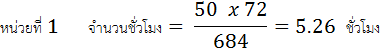 หน่วยที่ 1 จำนวนชั่วโมง = 50 x 72 / 684 = 5.26 ชั่วโมง